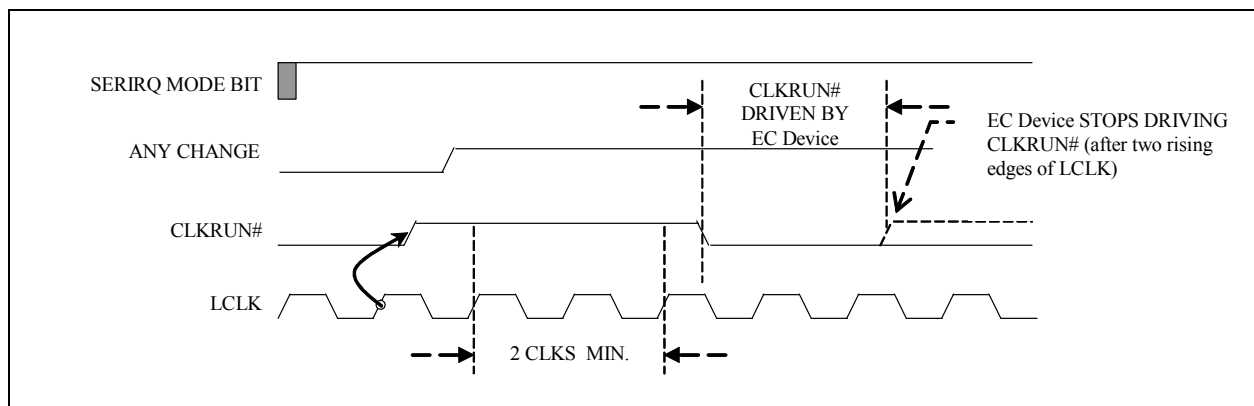 SERIRQ MODE BIT
CLKRUN#
DRIVEN BY
EC Device
EC Device STOPS DRIVING
CLKRUN# (after two rising
edges of LCLK)
ANY CHANGE
CLKRUN#
LCLK
2 CLKS MIN.